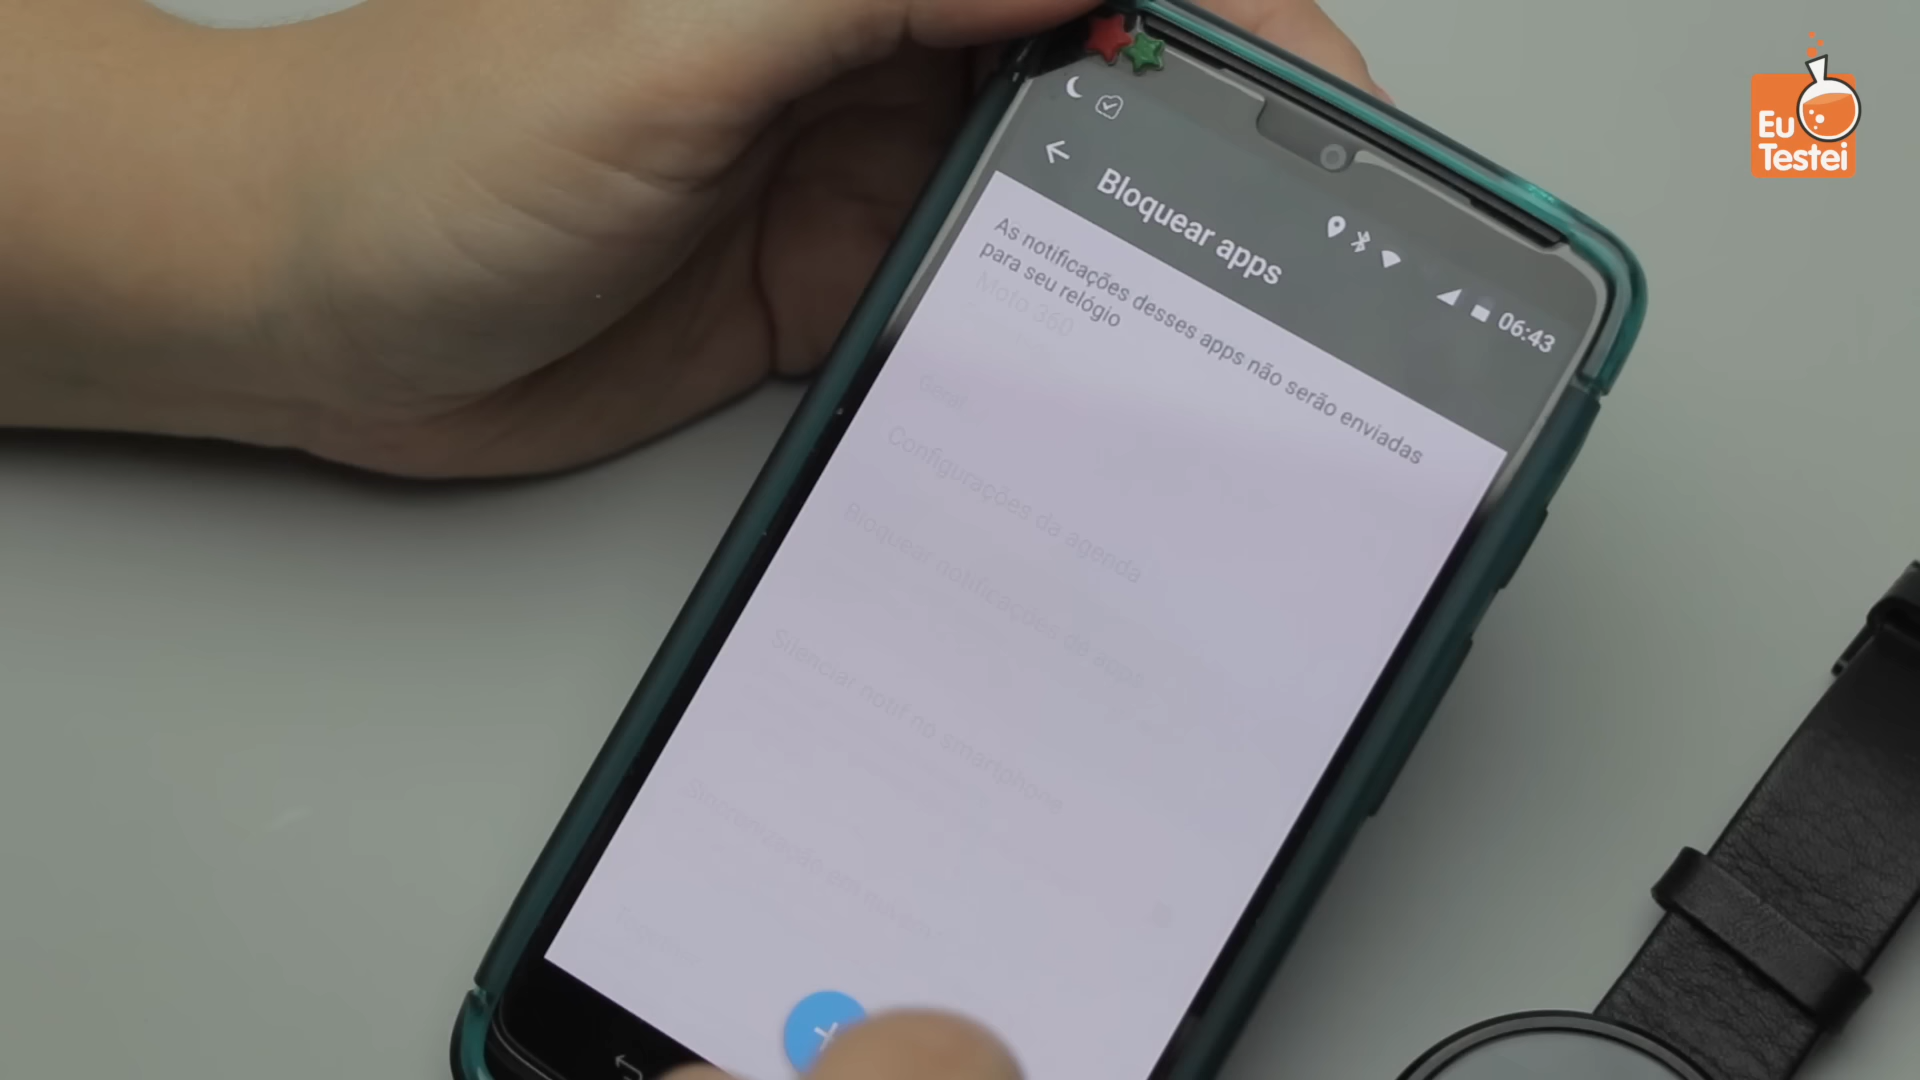 Eu
Testei
06:43
Bloquear apps
As notificações desses apps não serão enviadas
para seu relógio
Moto 360
Geral
Configurações da agenda
Bloquear notificações de apps
Silenciar notif no smartphone